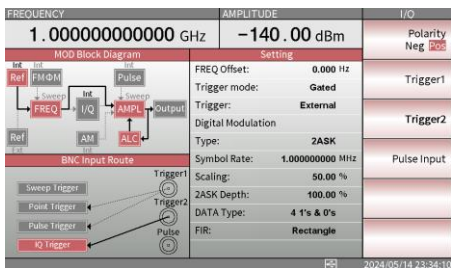 FREQUENCY
AMPLITUDE
I/Q
1.000000000000 GHz
-140.00 dBm
MOD Block Diagram
Int Int Int
Ref FMΦM Pulse
Sweep Int Sweep
FREQ I/Q AMPL Output
Ref AM ALC
Ext
BNC Input Route
Sweep Trigger
Point Trigger
Pulse Trigger
IQ Trigger
Trigger1
Trigger2
Pulse
Setting
FREQ Offset: 0.000 Hz
Trigger mode: Gated
Trigger: External
Digital Modulation
Type: 2ASK
Symbol Rate: 1.000000000 MHz
Scaling: 50.00 %
2ASK Depth: 100.00 %
DATA Type: 4 1's & 0's
FIR: Rectangle
Polarity
Neg Pos
Trigger1
Trigger2
Pulse Input
2024/05/14 23:34:10